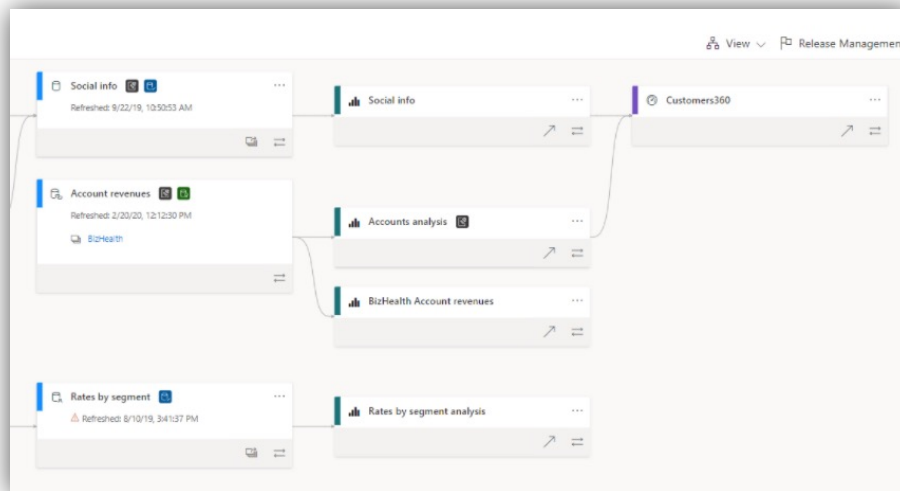 View
Release Managemen
Social info
Refreshed: 9/22/19, 10:50:53 AM
Social info
Customers360
Account revenues
Refreshed: 2/20/20, 12:12:30 PM
BizHealth
Accounts analysis
BizHealth Account revenues
Rates by segment
Refreshed: 8/10/19, 3:41:37 PM
Rates by segment analysis